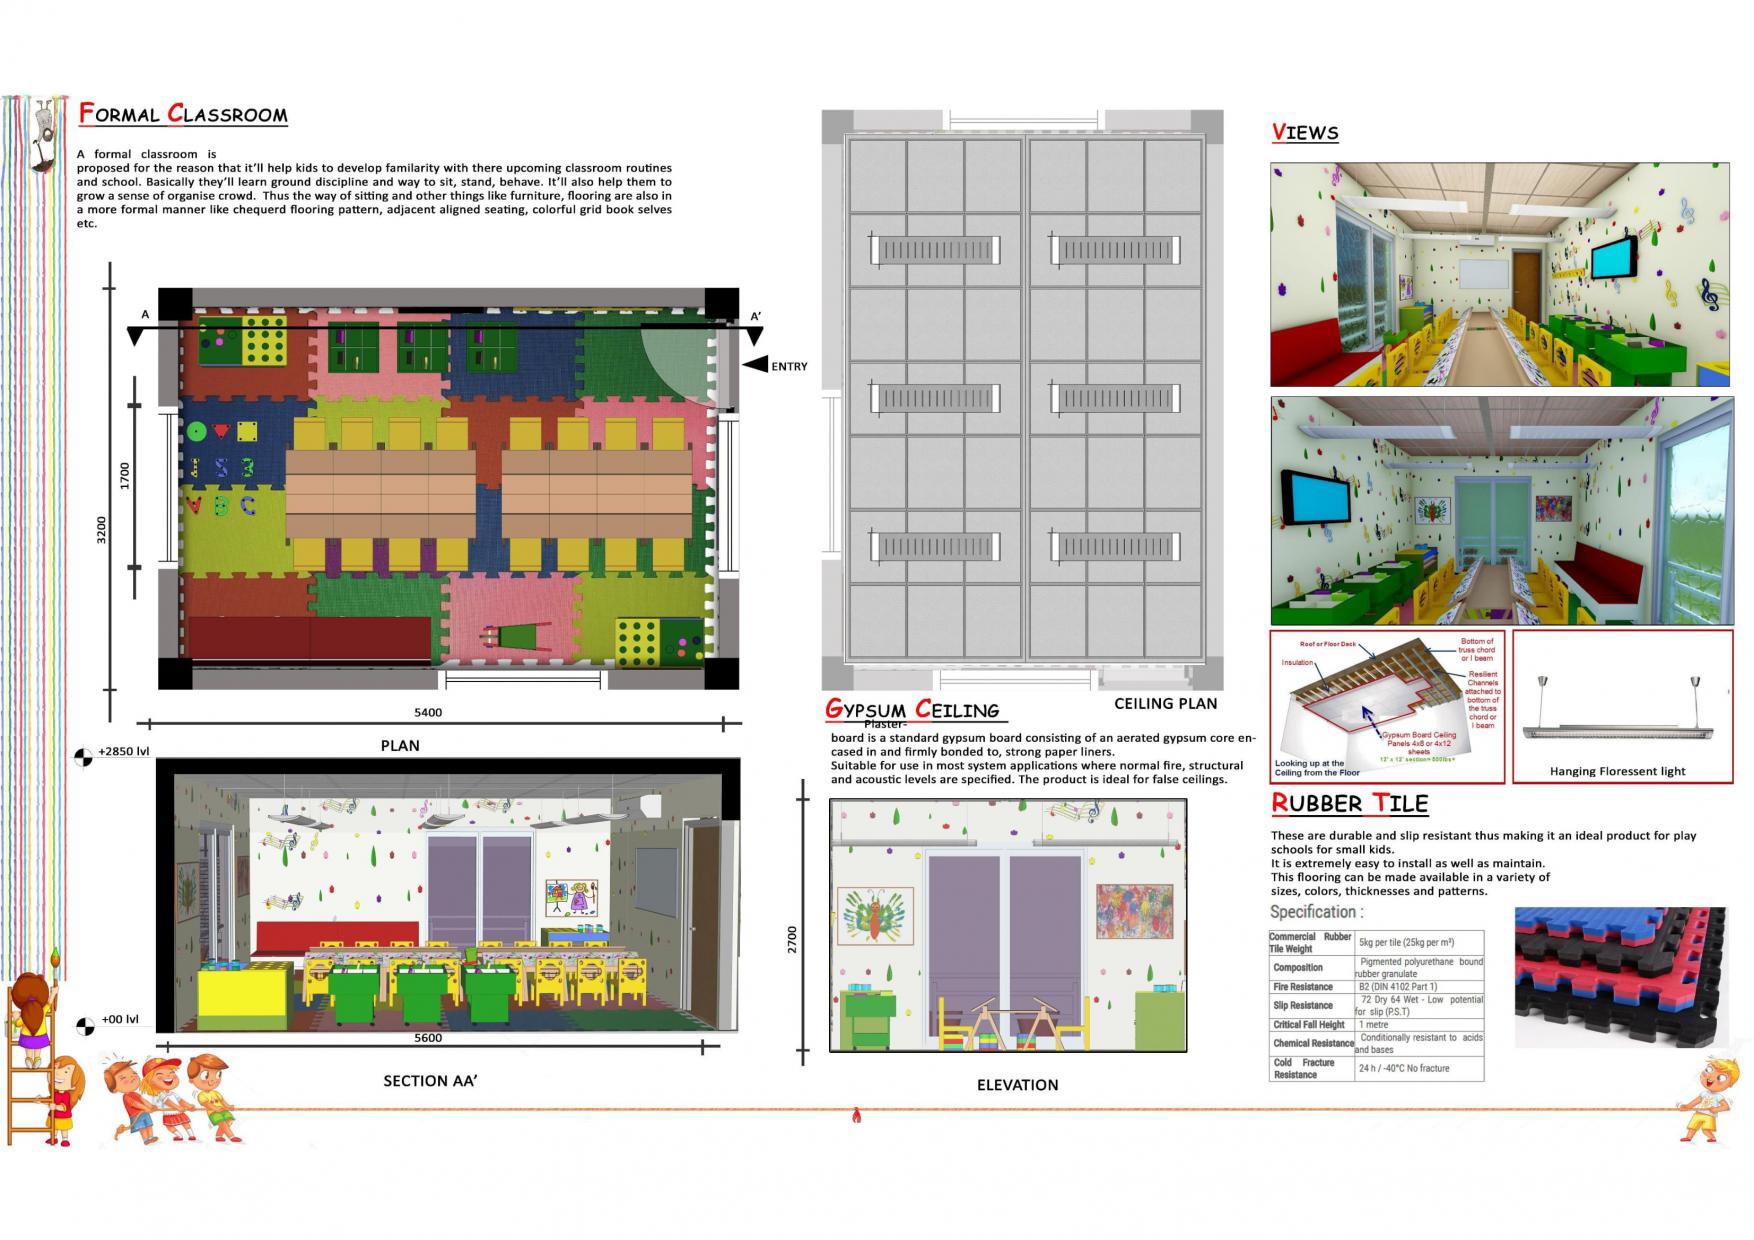 FORMAL CLASSROOM
A formal classroom is
proposed for the reason that it'll help kids to develop familarity with there upcoming classroom routines
and school. Basically they'll learn ground discipline and way to sit, stand, behave. It'll also help them to
grow a sense of organise crowd. Thus the way of sitting and other things like furniture, flooring are also in
a more formal manner like chequerd flooring pattern, adjacent aligned seating, colorful grid book selves
etc.
A
A'
ENTRY
1 2 3
A B C
1700
3200
5400
PLAN
+2850 lvl
+00 lvl
5600
SECTION AA'
CEILING PLAN
GYPSUM CEILING
Plaster-
board is a standard gypsum board consisting of an aerated gypsum core en-
cased in and firmly bonded to, strong paper liners.
Suitable for use in most system applications where normal fire, structural
and acoustic levels are specified. The product is ideal for false ceilings.
2700
ELEVATION
VIEWS
Roof or Floor Deck
Insulation
Bottom of
truss chord
or I beam
Resilient
Channels
attached to
bottom of
the truss
chord or
I beam
Gypsum Board Ceiling
Panels 4x8 or 4x12
sheets
12' x 12' section= 500lbs+
Looking up at the
Ceiling from the Floor
Hanging Floressent light
RUBBER TILE
These are durable and slip resistant thus making it an ideal product for play
schools for small kids.
It is extremely easy to install as well as maintain.
This flooring can be made available in a variety of
sizes, colors, thicknesses and patterns.
Specification :
Commercial Rubber Tile Weight 5kg per tile (25kg per m²)
Composition Pigmented polyurethane bound rubber granulate
Fire Resistance B2 (DIN 4102 Part 1)
Slip Resistance 72 Dry 64 Wet - Low potential for slip (P.S.T)
Critical Fall Height 1 metre
Chemical Resistance Conditionally resistant to acids and bases
Cold Fracture Resistance 24 h / -40°C No fracture